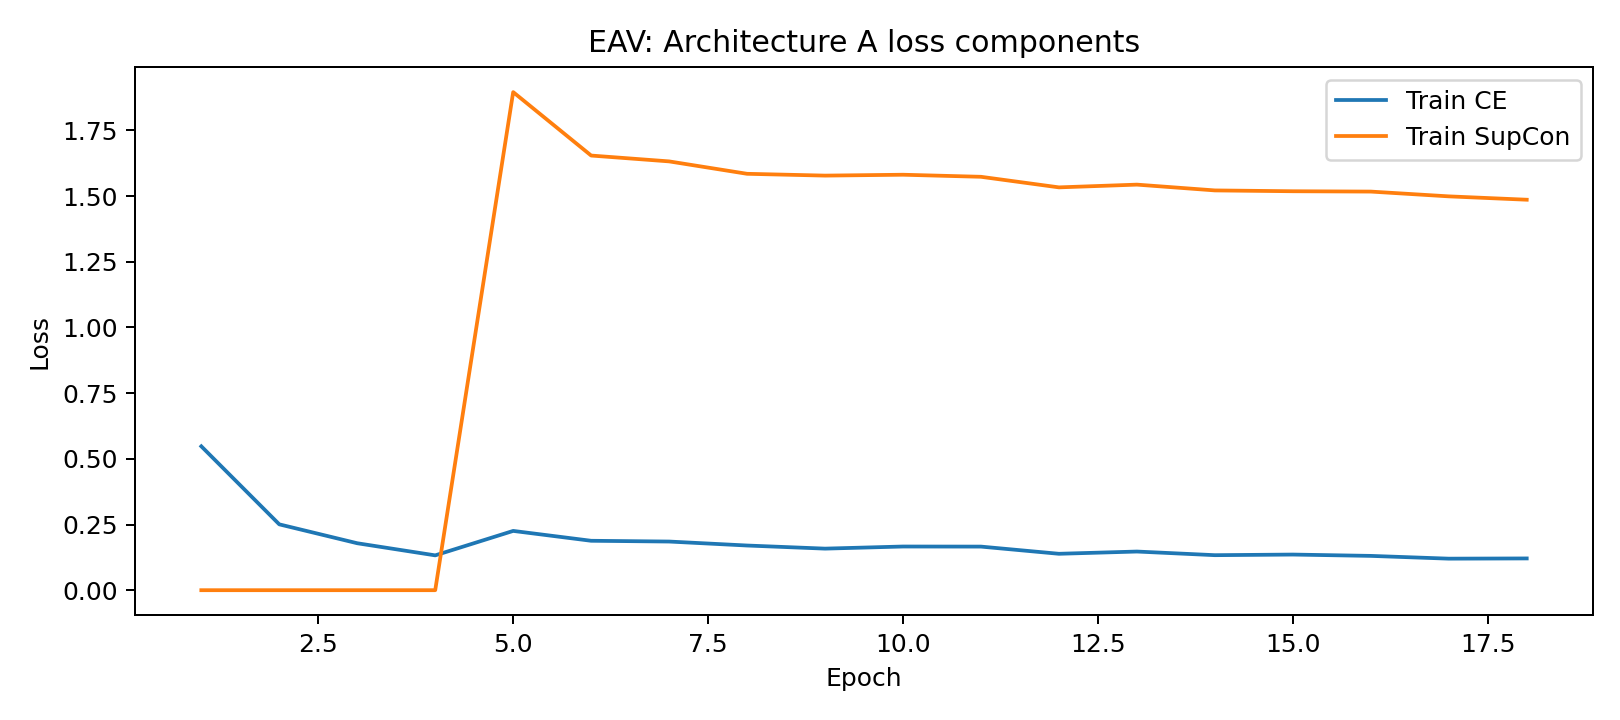 EAV: Architecture A loss components
Train CE
Train SupCon
1.75
1.50
1.25
1.00
0.75
0.50
0.25
0.00
Loss
2.5 5.0 7.5 10.0 12.5 15.0 17.5
Epoch